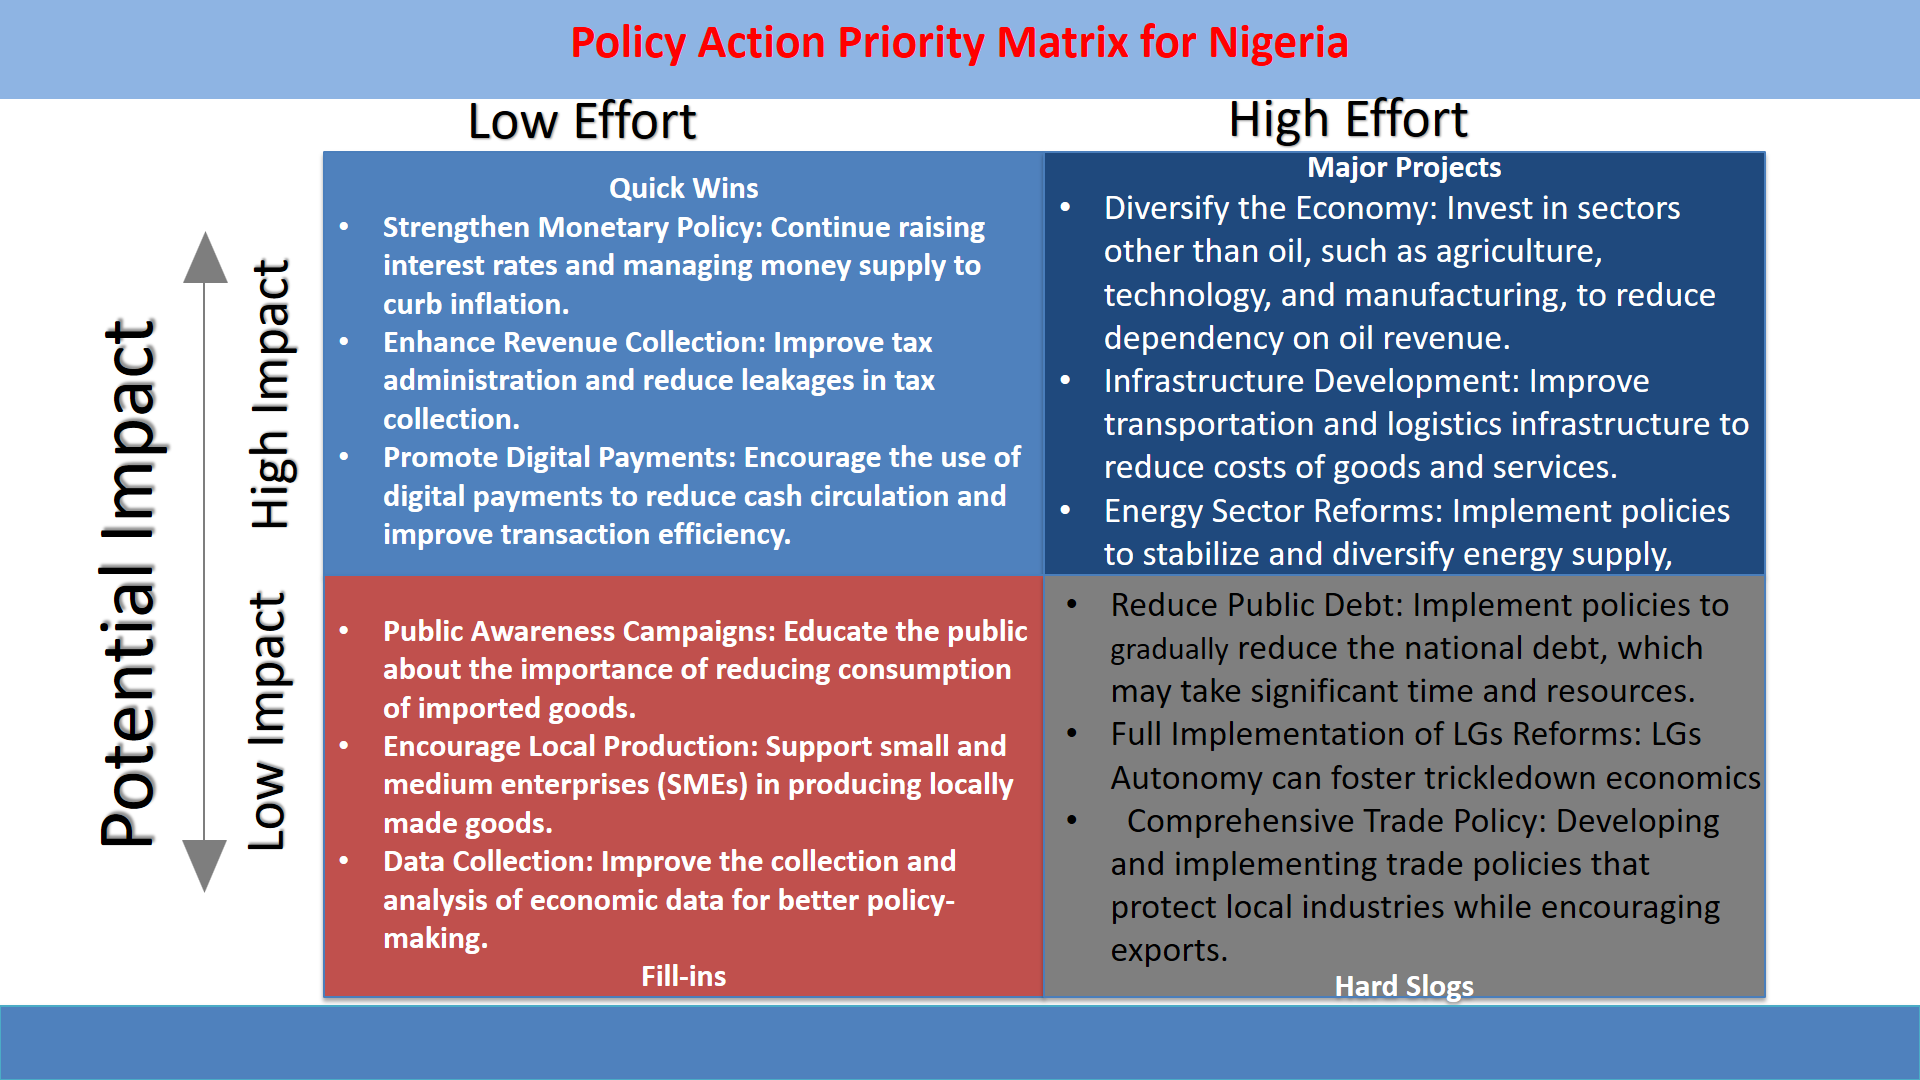 Policy Action Priority Matrix for Nigeria
Low Effort
High Effort
Potential Impact
High Impact
Low Impact
Quick Wins
• Strengthen Monetary Policy: Continue raising
interest rates and managing money supply to
curb inflation.
• Enhance Revenue Collection: Improve tax
administration and reduce leakages in tax
collection.
• Promote Digital Payments: Encourage the use of
digital payments to reduce cash circulation and
improve transaction efficiency.
Major Projects
• Diversify the Economy: Invest in sectors
other than oil, such as agriculture,
technology, and manufacturing, to reduce
dependency on oil revenue.
• Infrastructure Development: Improve
transportation and logistics infrastructure to
reduce costs of goods and services.
• Energy Sector Reforms: Implement policies
to stabilize and diversify energy supply,
• Public Awareness Campaigns: Educate the public
about the importance of reducing consumption
of imported goods.
• Encourage Local Production: Support small and
medium enterprises (SMEs) in producing locally
made goods.
• Data Collection: Improve the collection and
analysis of economic data for better policy-
making.
Fill-ins
• Reduce Public Debt: Implement policies to
gradually reduce the national debt, which
may take significant time and resources.
• Full Implementation of LGs Reforms: LGs
Autonomy can foster trickledown economics
• Comprehensive Trade Policy: Developing
and implementing trade policies that
protect local industries while encouraging
exports.
Hard Slogs